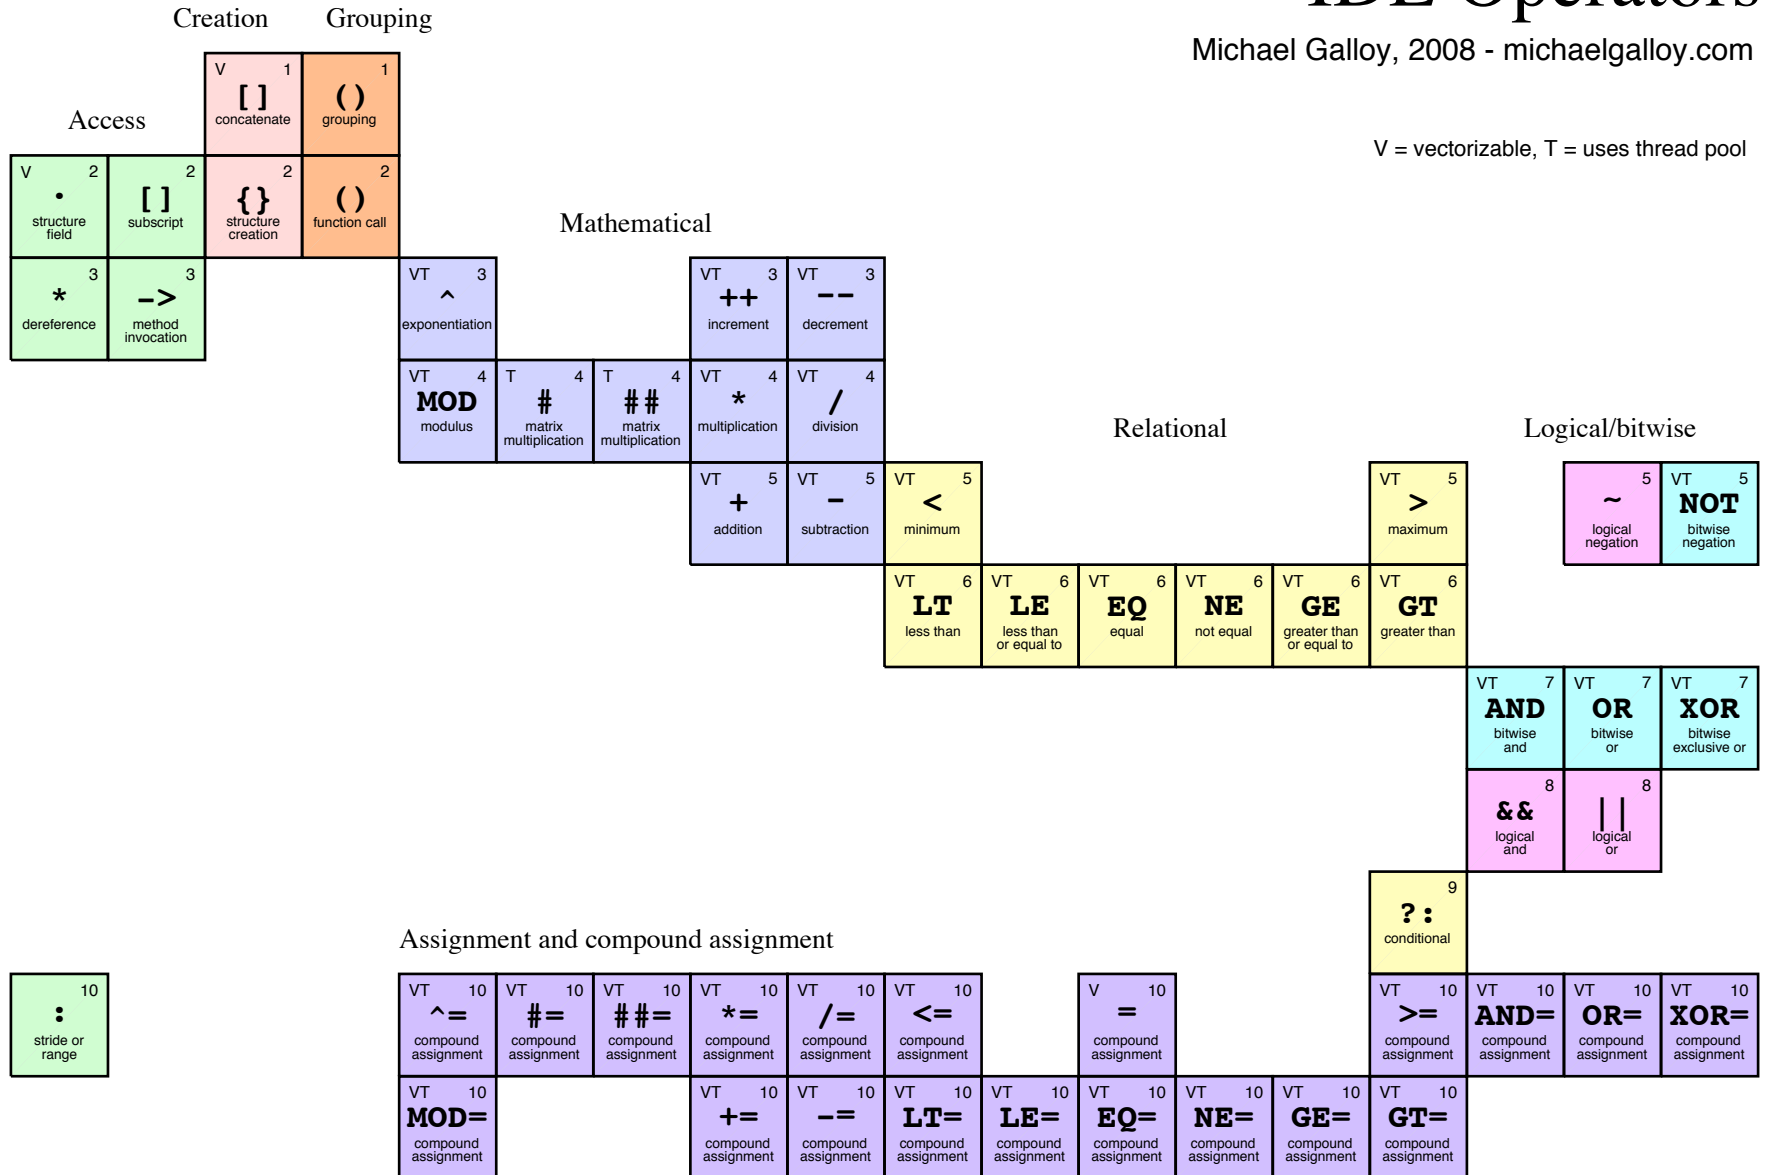 IDL Operators
Michael Galloy, 2008 - michaelgalloy.com
V = vectorizable, T = uses thread pool
Creation
Grouping
V 1
[]
concatenate
1
()
grouping
Access
V 2
.
structure
field
2
[]
subscript
2
{}
structure
creation
2
()
function call
3
*
dereference
3
->
method
invocation
Mathematical
VT 3
^
exponentiation
VT 3
++
increment
VT 3
--
decrement
VT 4
MOD
modulus
T 4
#
matrix
multiplication
T 4
##
matrix
multiplication
VT 4
*
multiplication
VT 4
/
division
VT 5
+
addition
VT 5
-
subtraction
Relational
VT 5
<
minimum
VT 5
>
maximum
Logical/bitwise
5
~
logical
negation
VT 5
NOT
bitwise
negation
VT 6
LT
less than
VT 6
LE
less than
or equal to
VT 6
EQ
equal
VT 6
NE
not equal
VT 6
GE
greater than
or equal to
VT 6
GT
greater than
VT 7
AND
bitwise
and
VT 7
OR
bitwise
or
VT 7
XOR
bitwise
exclusive or
8
&&
logical
and
8
||
logical
or
9
?:
conditional
Assignment and compound assignment
10
:
stride or
range
VT 10
^=
compound
assignment
VT 10
#=
compound
assignment
VT 10
##=
compound
assignment
VT 10
*=
compound
assignment
VT 10
/=
compound
assignment
VT 10
<=
compound
assignment
V 10
=
compound
assignment
VT 10
>=
compound
assignment
VT 10
AND=
compound
assignment
VT 10
OR=
compound
assignment
VT 10
XOR=
compound
assignment
VT 10
MOD=
compound
assignment
VT 10
+=
compound
assignment
VT 10
-=
compound
assignment
VT 10
LT=
compound
assignment
VT 10
LE=
compound
assignment
VT 10
EQ=
compound
assignment
VT 10
NE=
compound
assignment
VT 10
GE=
compound
assignment
VT 10
GT=
compound
assignment